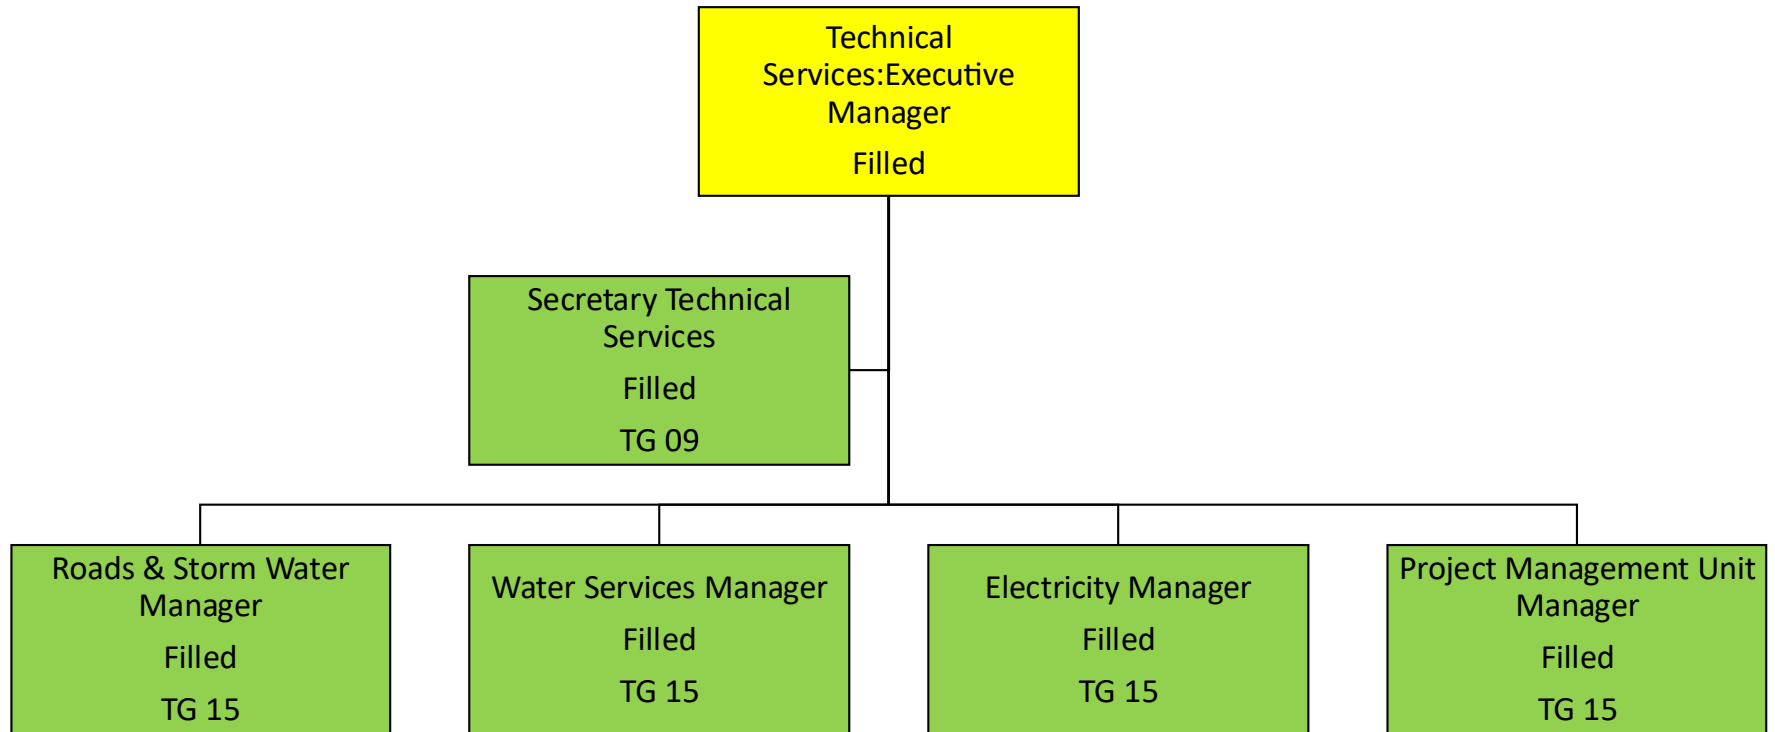 Technical
Services:Executive
Manager
Filled
Secretary Technical
Services
Filled
TG 09
Roads & Storm Water
Manager
Filled
TG 15
Water Services Manager
Filled
TG 15
Electricity Manager
Filled
TG 15
Project Management Unit
Manager
Filled
TG 15